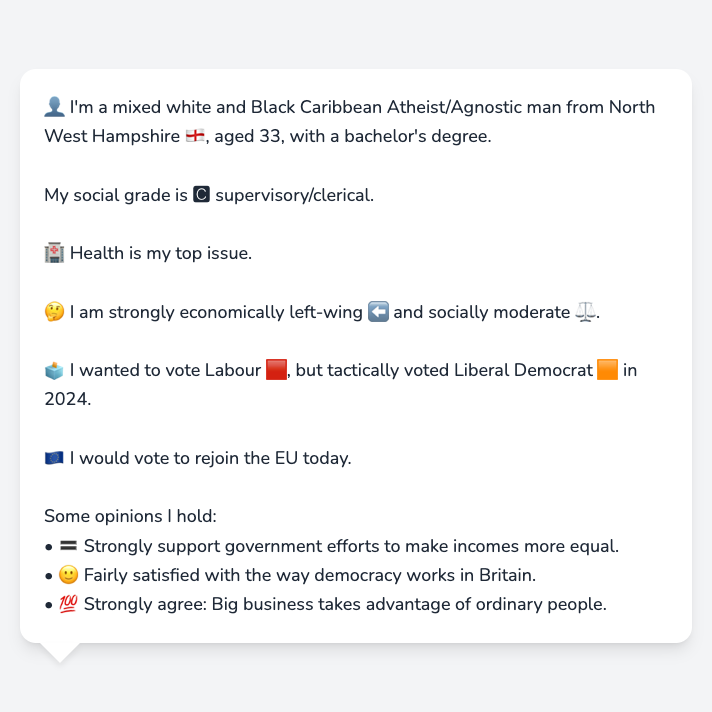 👤 I'm a mixed white and Black Caribbean Atheist/Agnostic man from North
West Hampshire 🏴󠁧󠁢󠁥󠁮󠁧󠁿, aged 33, with a bachelor's degree.
My social grade is 🅲 supervisory/clerical.
🏥 Health is my top issue.
🤔 I am strongly economically left-wing ⬅️ and socially moderate ⚖️.
🗳️ I wanted to vote Labour 🟥, but tactically voted Liberal Democrat 🟧 in
2024.
🇪🇺 I would vote to rejoin the EU today.
Some opinions I hold:
• 🟰 Strongly support government efforts to make incomes more equal.
• 🙂 Fairly satisfied with the way democracy works in Britain.
• 💯 Strongly agree: Big business takes advantage of ordinary people.